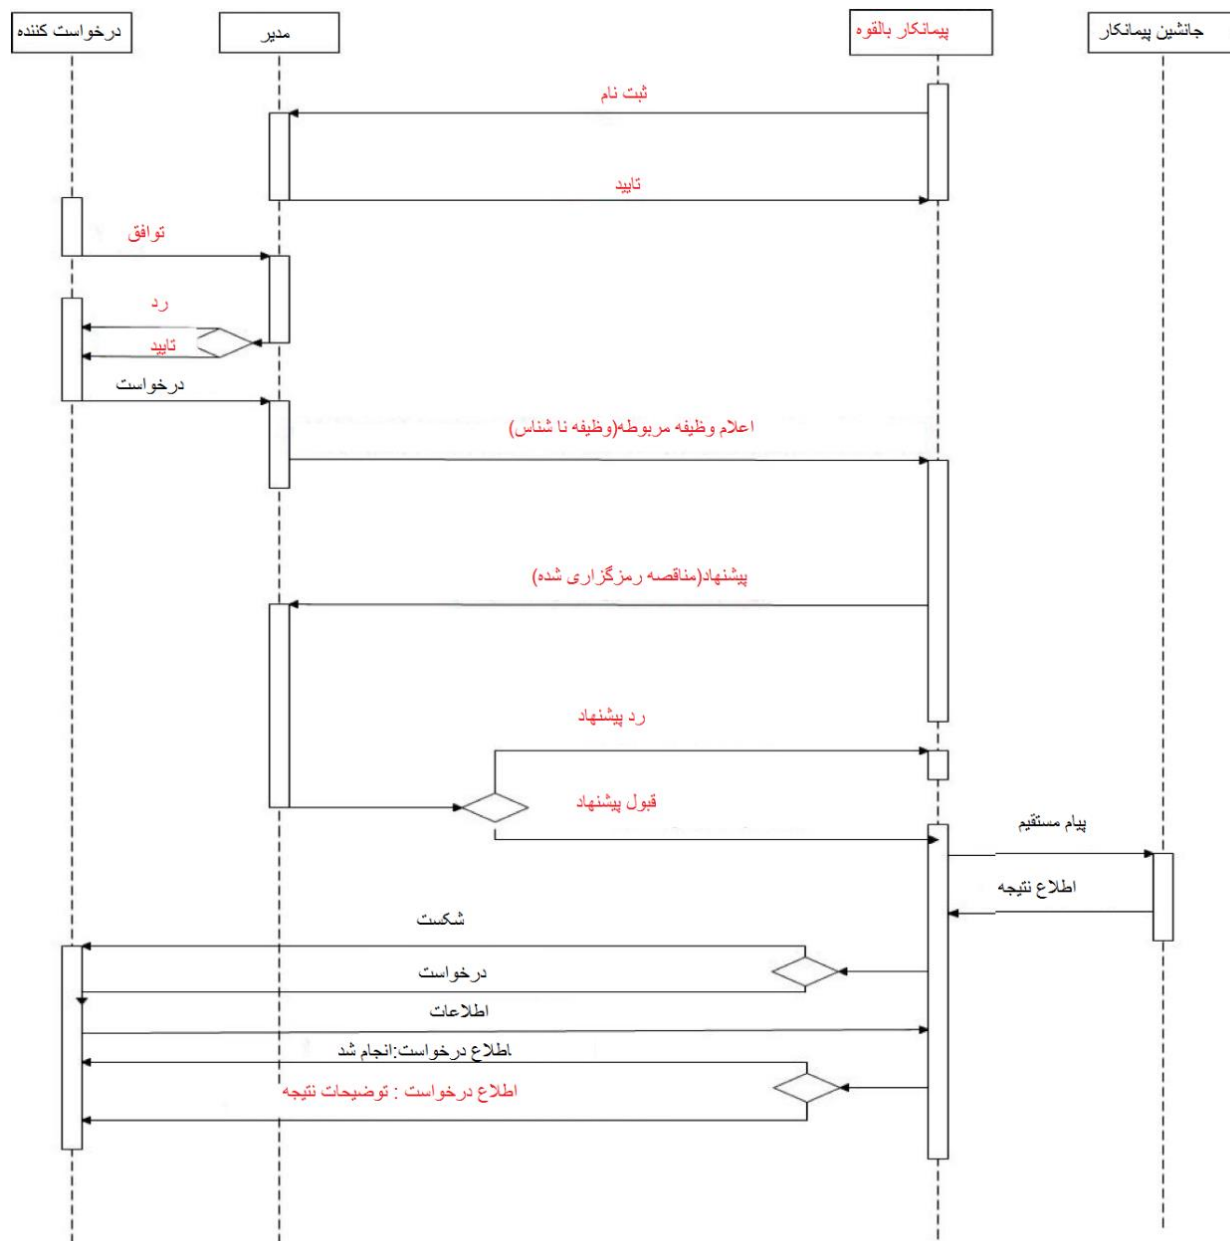 درخواست کننده
مدیر
پیمانکار بالقوه
جانشین پیمانکار
ثبت نام
تایید
توافق
رد
تایید
درخواست
اعلام وظیفه مربوطه(وظیفه نا شناس)
پیشنهاد(مناقصه رمزگزاری شده)
رد پیشنهاد
قبول پیشنهاد
پیام مستقیم
اطلاع نتیجه
شکست
درخواست
اطلاعات
اطلاع درخواست:انجام شد.
اطلاع درخواست : توضیحات نتیجه